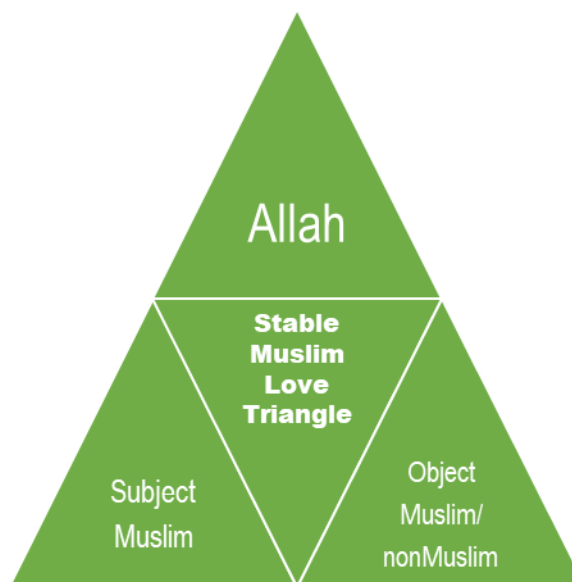 Allah
Stable
Muslim
Love
Triangle
Subject
Muslim
Object
Muslim/
nonMuslim